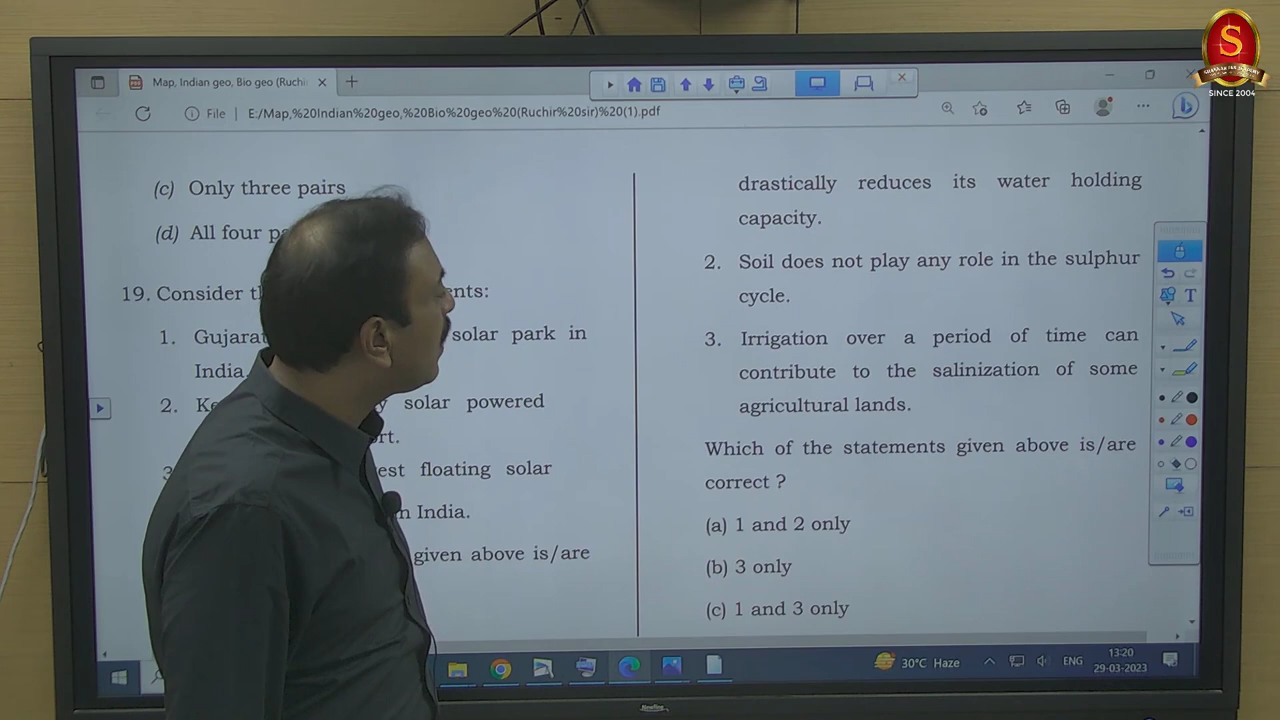 Map, Indian geo, Bio geo (Ruchi
File
E:/Map,%20Indian%20geo,%20Bio%20geo%20(Ruchir%20sir)%20(1).pdf
S
SINCE 2004
(c) Only three pairs
(d) All four
19. Consider
ents:
1. Gujarat
solar park in
India.
2.
solar powered
rt.
3
est floating solar
n India.
given above is/are
drastically reduces its water holding
capacity.
2. Soil does not play any role in the sulphur
cycle.
3. Irrigation over a period of time can
contribute to the salinization of some
agricultural lands.
Which of the statements given above is/are
correct ?
(a) 1 and 2 only
(b) 3 only
(c) 1 and 3 only
T
30°C Haze
ENG
13:20
29-03-2023